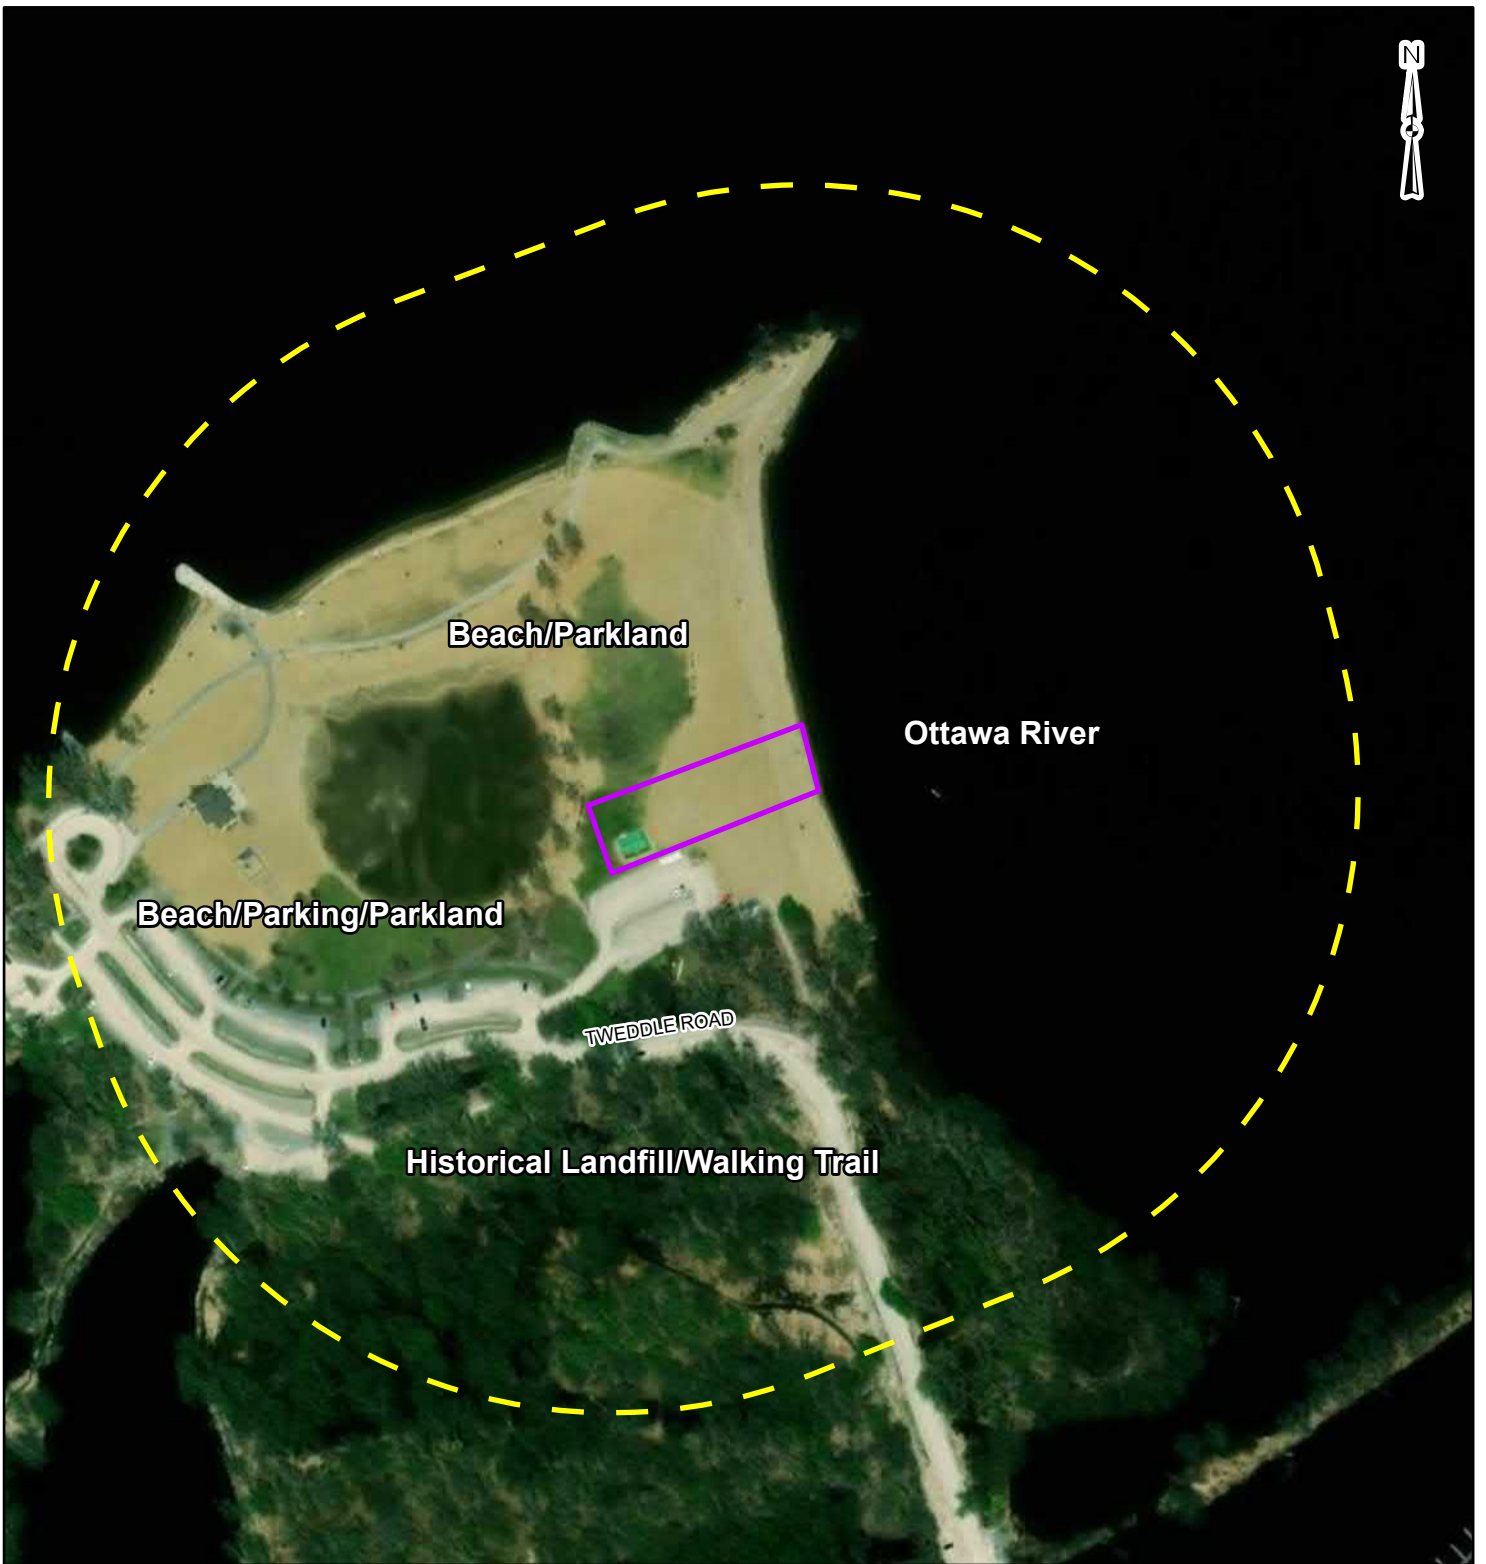 N
Beach/Parkland
Ottawa River
Beach/Parking/Parkland
TWEDDLE ROAD
Historical Landfill/Walking Trail